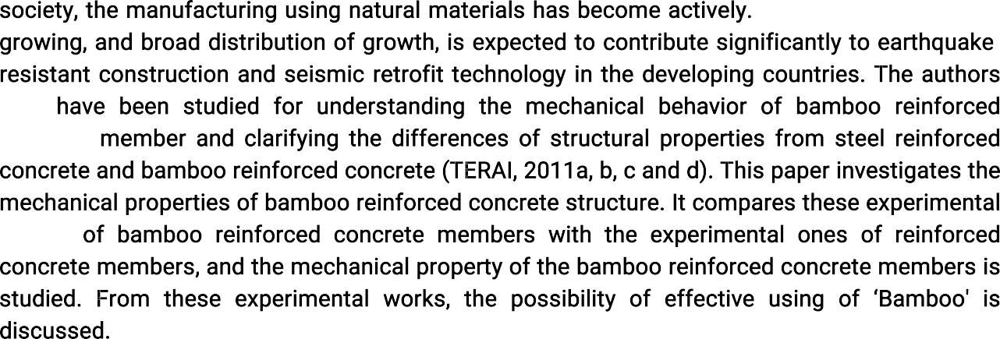 society, the manufacturing using natural materials has become actively.
growing, and broad distribution of growth, is expected to contribute significantly to earthquake
resistant construction and seismic retrofit technology in the developing countries. The authors
have been studied for understanding the mechanical behavior of bamboo reinforced
member and clarifying the differences of structural properties from steel reinforced
concrete and bamboo reinforced concrete (TERAI, 2011a, b, c and d). This paper investigates the
mechanical properties of bamboo reinforced concrete structure. It compares these experimental
of bamboo reinforced concrete members with the experimental ones of reinforced
concrete members, and the mechanical property of the bamboo reinforced concrete members is
studied. From these experimental works, the possibility of effective using of ‘Bamboo' is
discussed.